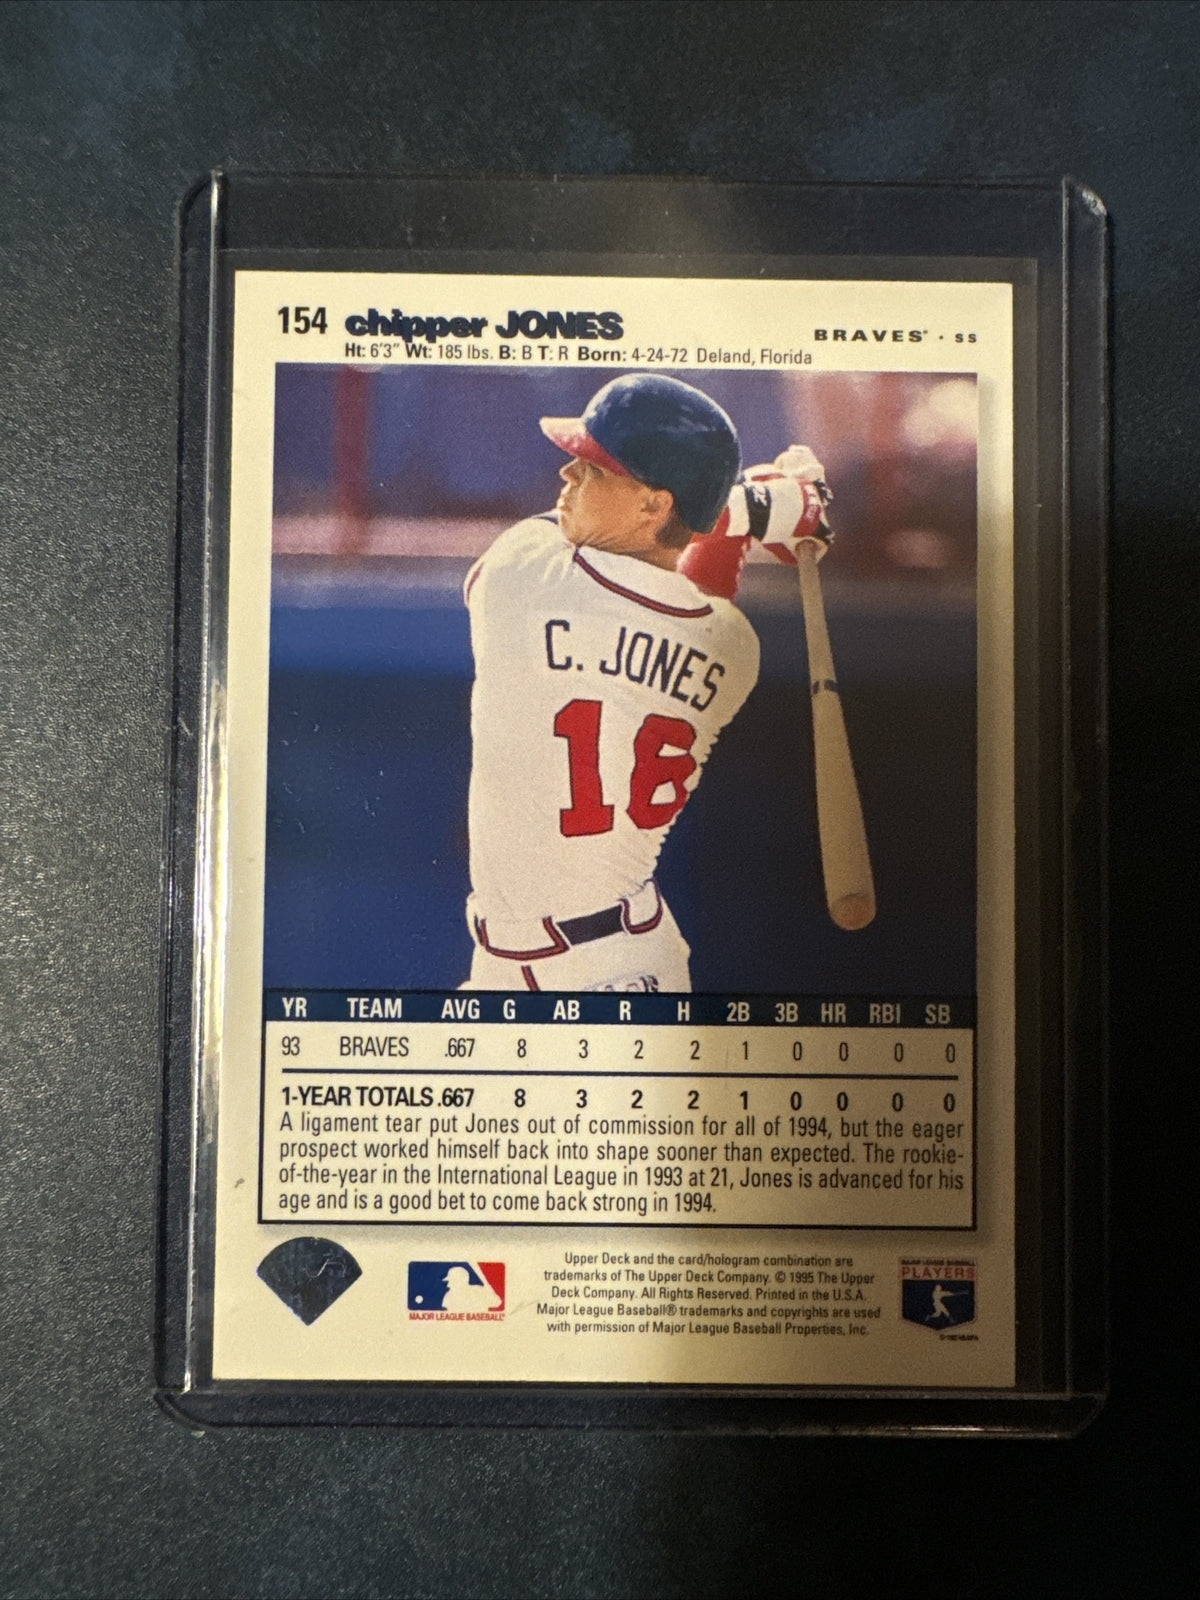 154 chipper JONES BRAVES • SS
Ht: 6'3" Wt: 185 lbs. B: B T: R Born: 4-24-72 Deland, Florida
C. JONES
16
YR TEAM AVG G AB R H 2B 3B HR RBI SB
93 BRAVES .667 8 3 2 2 1 0 0 0 0
1-YEAR TOTALS .667 8 3 2 2 1 0 0 0 0
A ligament tear put Jones out of commission for all of 1994, but the eager
prospect worked himself back into shape sooner than expected. The rookie-
of-the-year in the International League in 1993 at 21, Jones is advanced for his
age and is a good bet to come back strong in 1994.
MAJOR LEAGUE BASEBALL
Upper Deck and the card/hologram combination are
trademarks of The Upper Deck Company. © 1995 The Upper
Deck Company. All Rights Reserved. Printed in the U.S.A.
Major League Baseball® trademarks and copyrights are used
with permission of Major League Baseball Properties, Inc.
MAJOR LEAGUE BASEBALL
PLAYERS